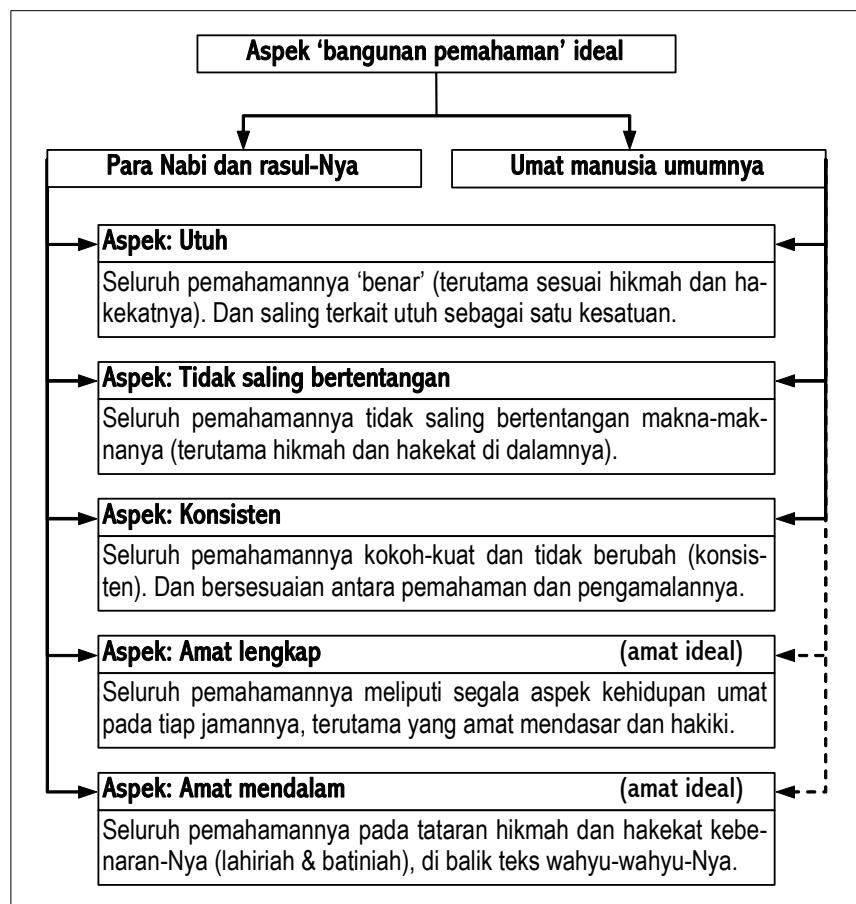 Aspek ‘bangunan pemahaman’ ideal
Para Nabi dan rasul-Nya
Umat manusia umumnya
Aspek: Utuh
Seluruh pemahamannya ‘benar’ (terutama sesuai hikmah dan ha-
kekatnya). Dan saling terkait utuh sebagai satu kesatuan.
Aspek: Tidak saling bertentangan
Seluruh pemahamannya tidak saling bertentangan makna-mak-
nanya (terutama hikmah dan hakekat di dalamnya).
Aspek: Konsisten
Seluruh pemahamannya kokoh-kuat dan tidak berubah (konsis-
ten). Dan bersesuaian antara pemahaman dan pengamalannya.
Aspek: Amat lengkap (amat ideal)
Seluruh pemahamannya meliputi segala aspek kehidupan umat
pada tiap jamannya, terutama yang amat mendasar dan hakiki.
Aspek: Amat mendalam (amat ideal)
Seluruh pemahamannya pada tataran hikmah dan hakekat kebe-
naran-Nya (lahiriah & batiniah), di balik teks wahyu-wahyu-Nya.